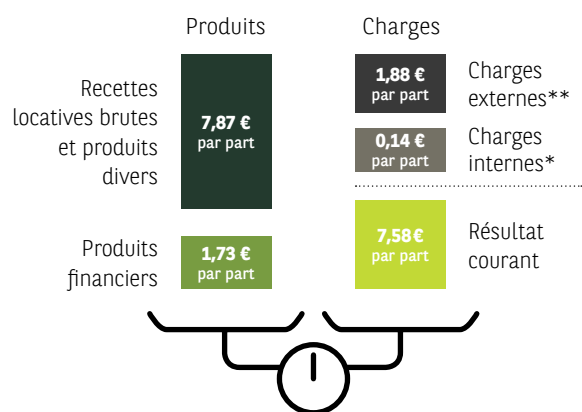 Produits
Recettes
locatives brutes
et produits
divers
7,87 €
par part
Produits
financiers
1,73 €
par part
Charges
1,88 €
par part
Charges
externes**
0,14 €
par part
Charges
internes*
7,58 €
par part
Résultat
courant